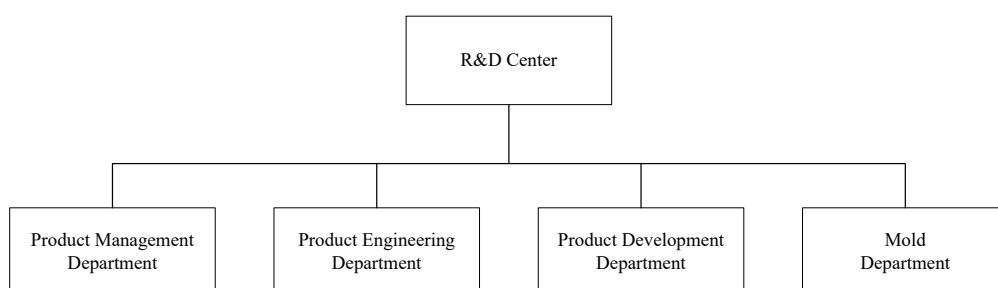 R&D Center
Product Management
Department
Product Engineering
Department
Product Development
Department
Mold
Department